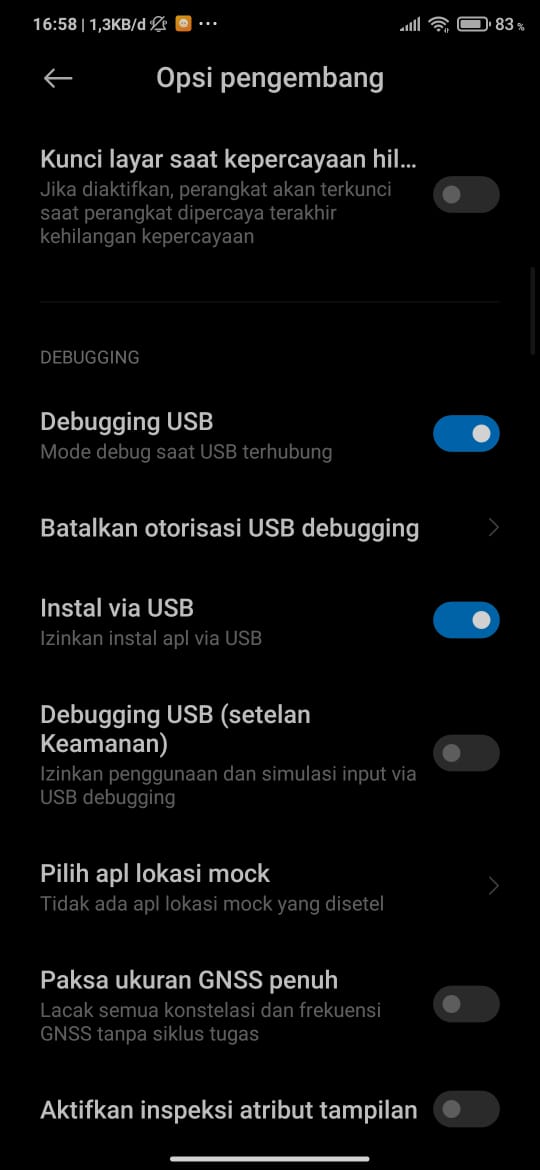 16:58 | 1,3KB/d ... 83 %
Opsi pengembang
Kunci layar saat kepercayaan hil...
Jika diaktifkan, perangkat akan terkunci
saat perangkat dipercaya terakhir
kehilangan kepercayaan
DEBUGGING
Debugging USB
Mode debug saat USB terhubung
Batalkan otorisasi USB debugging
Instal via USB
Izinkan instal apl via USB
Debugging USB (setelan
Keamanan)
Izinkan penggunaan dan simulasi input via
USB debugging
Pilih apl lokasi mock
Tidak ada apl lokasi mock yang disetel
Paksa ukuran GNSS penuh
Lacak semua konstelasi dan frekuensi
GNSS tanpa siklus tugas
Aktifkan inspeksi atribut tampilan